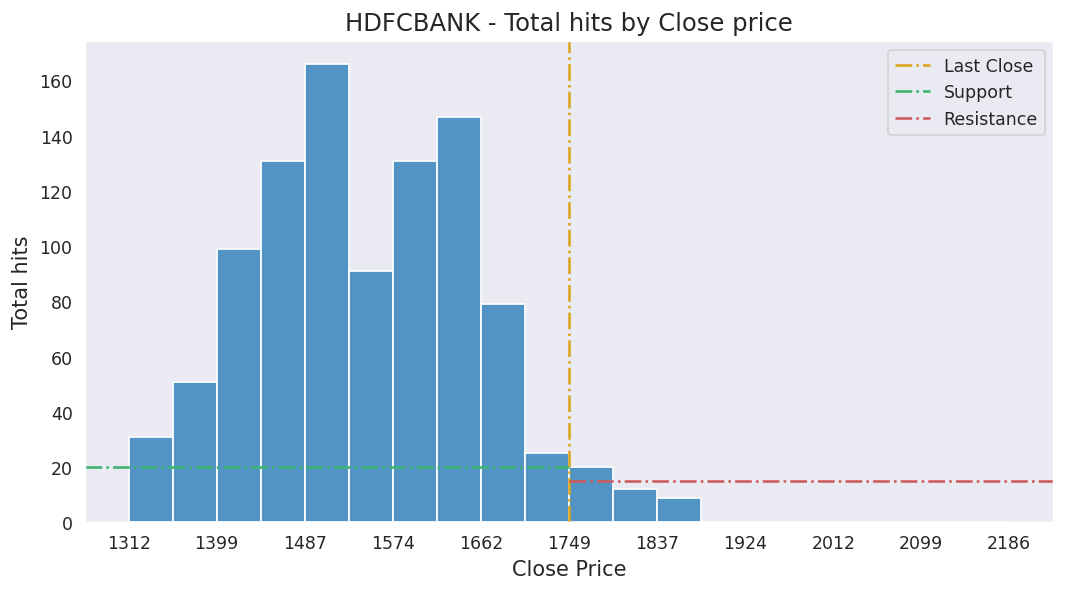 HDFCBANK - Total hits by Close price
Last Close
Support
Resistance
Total hits
160
140
120
100
80
60
40
20
0
1312 1399 1487 1574 1662 1749 1837 1924 2012 2099 2186
Close Price